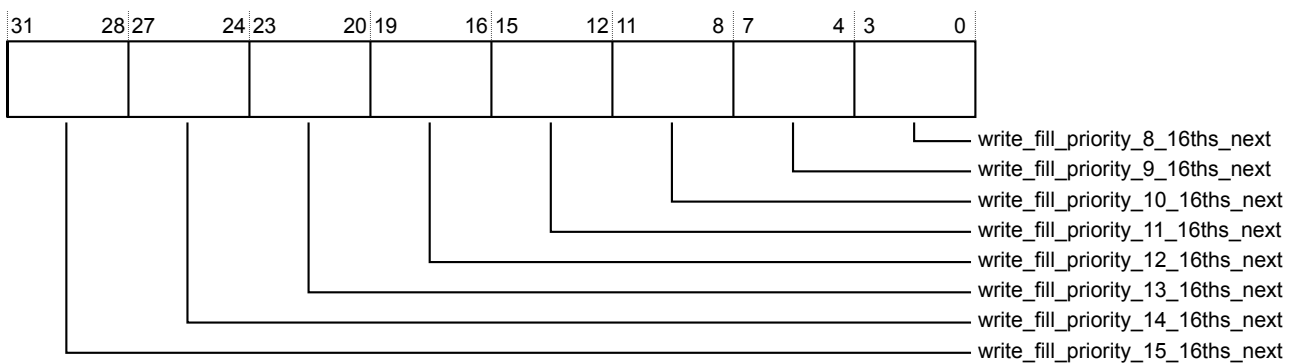 31 28 27 24 23 20 19 16 15 12 11 8 7 4 3 0
write_fill_priority_8_16ths_next
write_fill_priority_9_16ths_next
write_fill_priority_10_16ths_next
write_fill_priority_11_16ths_next
write_fill_priority_12_16ths_next
write_fill_priority_13_16ths_next
write_fill_priority_14_16ths_next
write_fill_priority_15_16ths_next